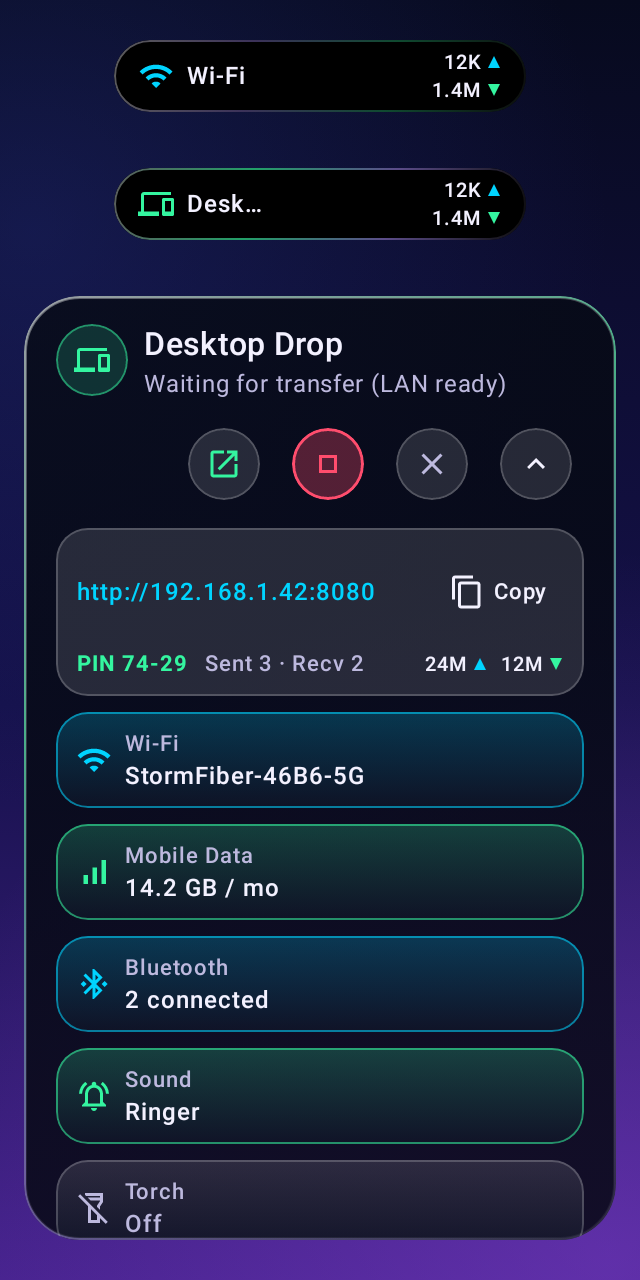 Wi-Fi
12K
1.4M
Desk…
12K
1.4M
Desktop Drop
Waiting for transfer (LAN ready)
http://192.168.1.42:8080
Copy
PIN 74-29 Sent 3 · Recv 2 24M 12M
Wi-Fi
StormFiber-46B6-5G
Mobile Data
14.2 GB / mo
Bluetooth
2 connected
Sound
Ringer
Torch
Off